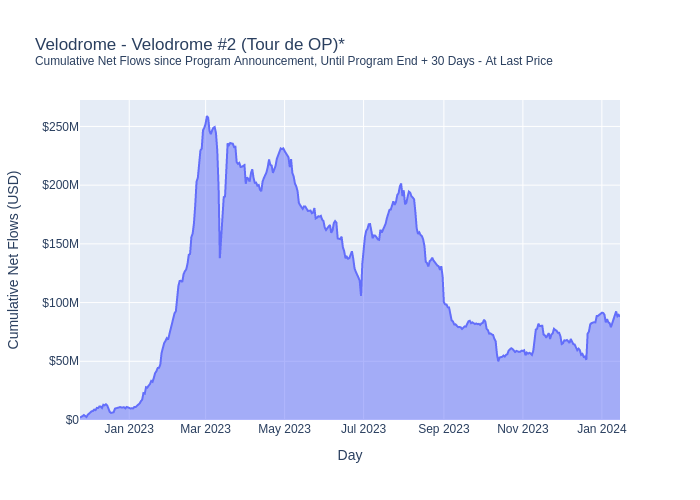 Velodrome - Velodrome #2 (Tour de OP)*
Cumulative Net Flows since Program Announcement, Until Program End + 30 Days - At Last Price
Cumulative Net Flows (USD)
$250M
$200M
$150M
$100M
$50M
$0
Jan 2023 Mar 2023 May 2023 Jul 2023 Sep 2023 Nov 2023 Jan 2024
Day